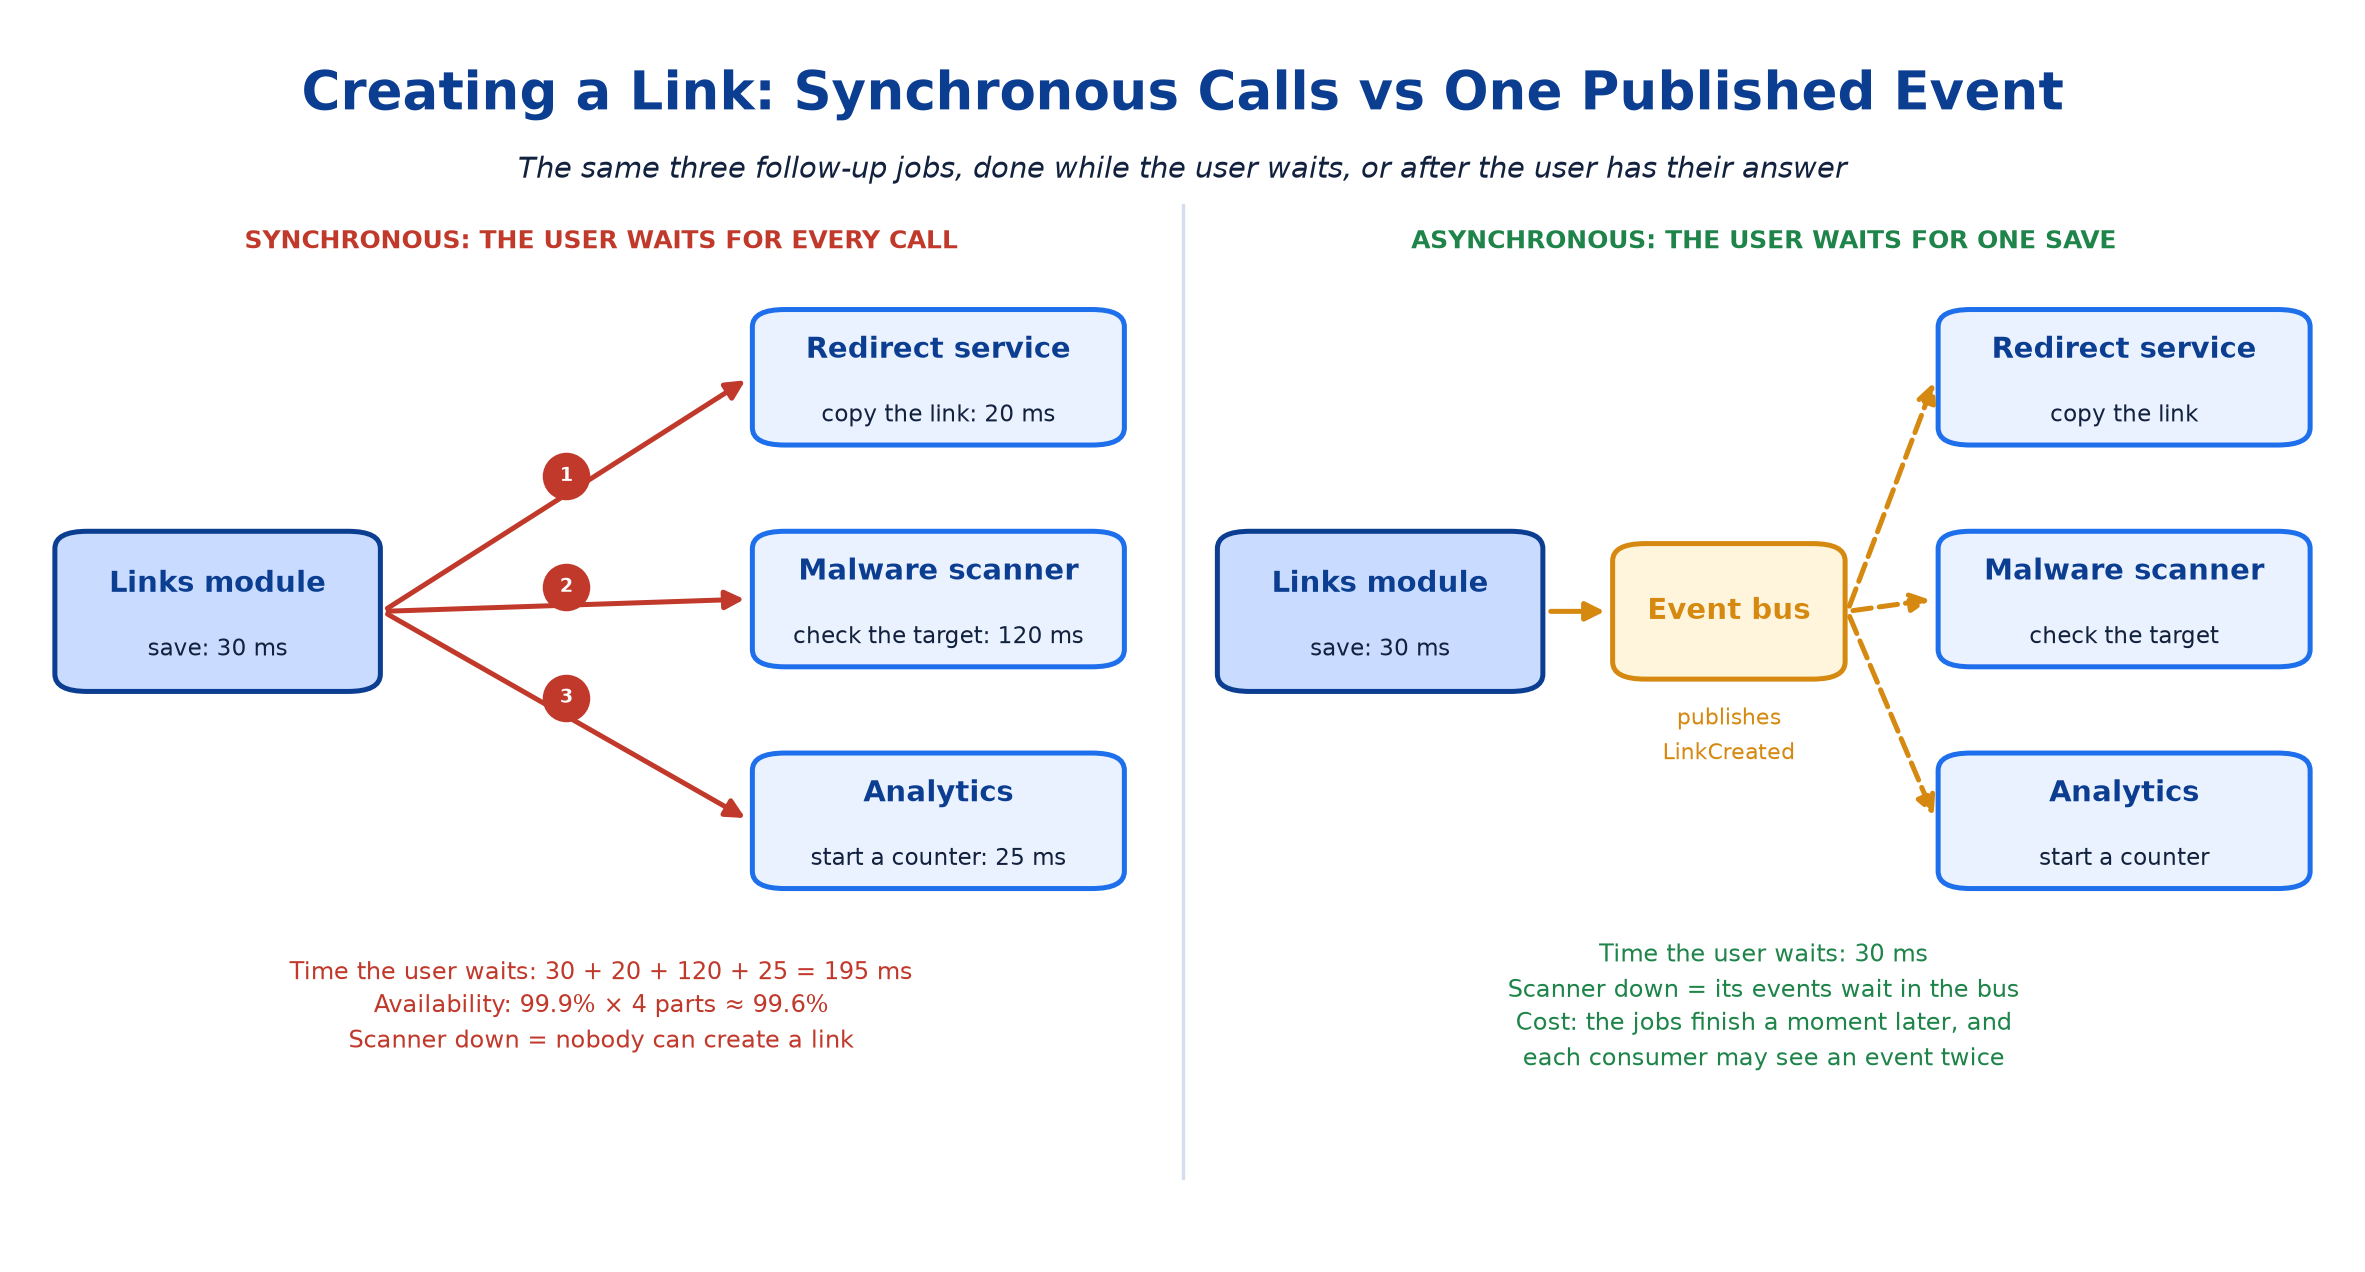 Creating a Link: Synchronous Calls vs One Published Event
The same three follow-up jobs, done while the user waits, or after the user has their answer
SYNCHRONOUS: THE USER WAITS FOR EVERY CALL
Links module
save: 30 ms
1
2
3
Redirect service
copy the link: 20 ms
Malware scanner
check the target: 120 ms
Analytics
start a counter: 25 ms
Time the user waits: 30 + 20 + 120 + 25 = 195 ms
Availability: 99.9% × 4 parts ≈ 99.6%
Scanner down = nobody can create a link
ASYNCHRONOUS: THE USER WAITS FOR ONE SAVE
Links module
save: 30 ms
Event bus
publishes
LinkCreated
Redirect service
copy the link
Malware scanner
check the target
Analytics
start a counter
Time the user waits: 30 ms
Scanner down = its events wait in the bus
Cost: the jobs finish a moment later, and
each consumer may see an event twice